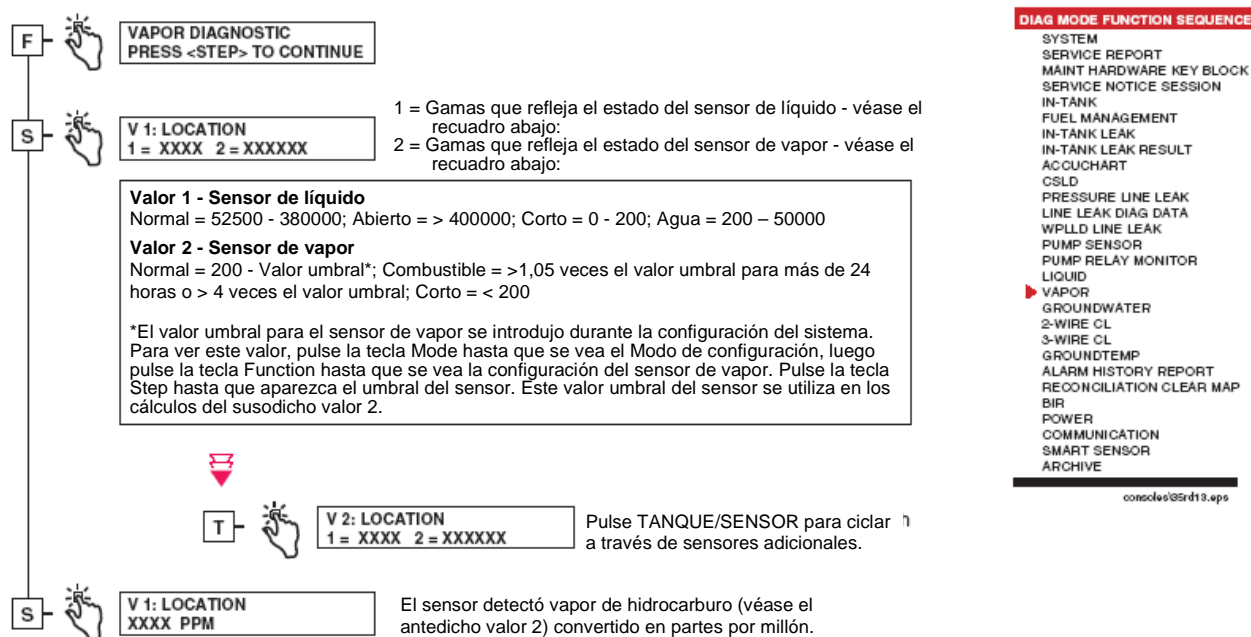 F
VAPOR DIAGNOSTIC
PRESS <STEP> TO CONTINUE
S
V 1: LOCATION
1 = XXXX 2 = XXXXXX
1 = Gamas que refleja el estado del sensor de líquido - véase el
recuadro abajo:
2 = Gamas que refleja el estado del sensor de vapor - véase el
recuadro abajo:
Valor 1 - Sensor de líquido
Normal = 52500 - 380000; Abierto = > 400000; Corto = 0 - 200; Agua = 200 – 50000
Valor 2 - Sensor de vapor
Normal = 200 - Valor umbral*; Combustible = >1,05 veces el valor umbral para más de 24
horas o > 4 veces el valor umbral; Corto = < 200
*El valor umbral para el sensor de vapor se introdujo durante la configuración del sistema.
Para ver este valor, pulse la tecla Mode hasta que se vea el Modo de configuración, luego
pulse la tecla Function hasta que se vea la configuración del sensor de vapor. Pulse la tecla
Step hasta que aparezca el umbral del sensor. Este valor umbral del sensor se utiliza en los
cálculos del susodicho valor 2.
T
V 2: LOCATION
1 = XXXX 2 = XXXXXX
Pulse TANQUE/SENSOR para ciclar
a través de sensores adicionales.
S
V 1: LOCATION
XXXX PPM
El sensor detectó vapor de hidrocarburo (véase el
antedicho valor 2) convertido en partes por millón.
DIAG MODE FUNCTION SEQUENCE
SYSTEM
SERVICE REPORT
MAINT HARDWARE KEY BLOCK
SERVICE NOTICE SESSION
IN-TANK
FUEL MANAGEMENT
IN-TANK LEAK
IN-TANK LEAK RESULT
ACCUCHART
CSLD
PRESSURE LINE LEAK
LINE LEAK DIAG DATA
WPLLD LINE LEAK
PUMP SENSOR
PUMP RELAY MONITOR
LIQUID
VAPOR
GROUNDWATER
2-WIRE CL
3-WIRE CL
GROUNDTEMP
ALARM HISTORY REPORT
RECONCILIATION CLEAR MAP
BIR
POWER
COMMUNICATION
SMART SENSOR
ARCHIVE
consoles\35rd13.eps